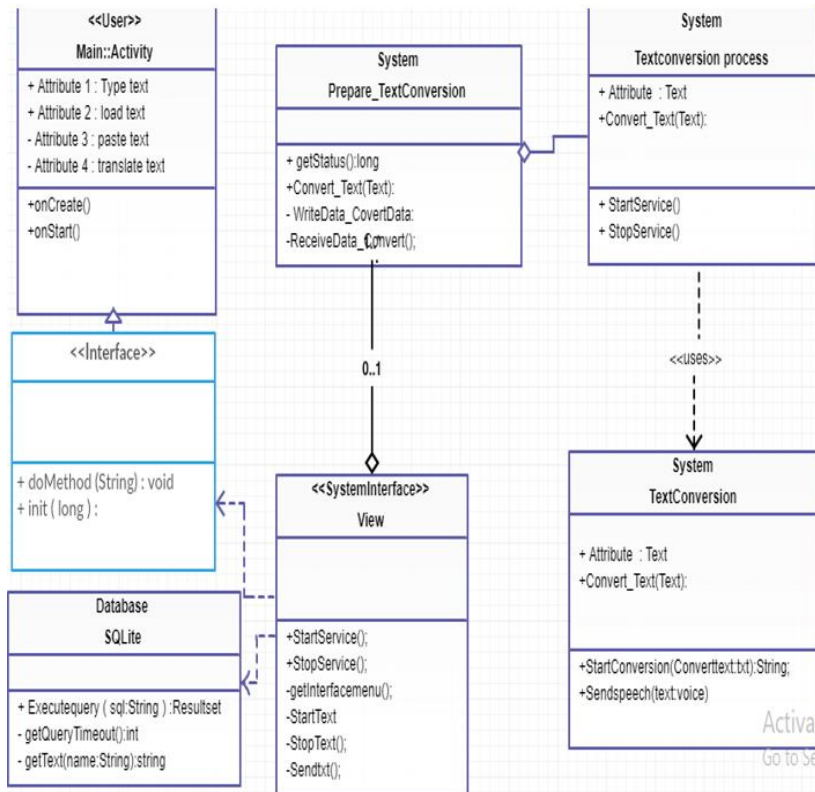 <<User>>
Main::Activity
+ Attribute 1 : Type text
+ Attribute 2 : load text
- Attribute 3 : paste text
- Attribute 4 : translate text
+onCreate()
+onStart()
System
Prepare_TextConversion
+ getStatus():long
+Convert_Text(Text):
- WriteData_CovertData:
-ReceiveData_Convert();
System
Textconversion process
+ Attribute : Text
+Convert_Text(Text):
+ StartService()
+ StopService()
<<Interface>>
+ doMethod (String) : void
+ init ( long ) :
0..1
<<uses>>
<<SystemInterface>>
View
+StartService();
+StopService();
-getInterfacemenu();
-StartText
-StopText();
-Sendtxt();
System
TextConversion
+ Attribute : Text
+Convert_Text(Text):
+StartConversion(Converttext:txt):String;
+Sendspeech(text:voice)
Database
SQLite
+ Executequery ( sql:String ) :Resultset
- getQueryTimeout():int
- getText(name:String):string
Activa
Go to Se